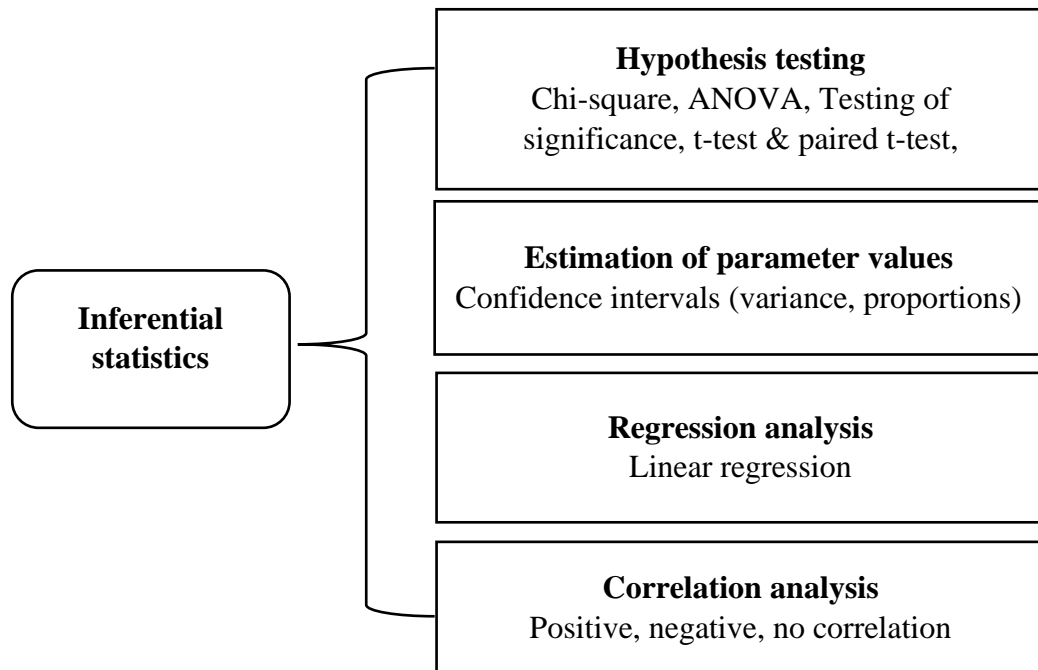 Hypothesis testing
Chi-square, ANOVA, Testing of
significance, t-test & paired t-test,
Estimation of parameter values
Confidence intervals (variance, proportions)
Inferential
statistics
Regression analysis
Linear regression
Correlation analysis
Positive, negative, no correlation